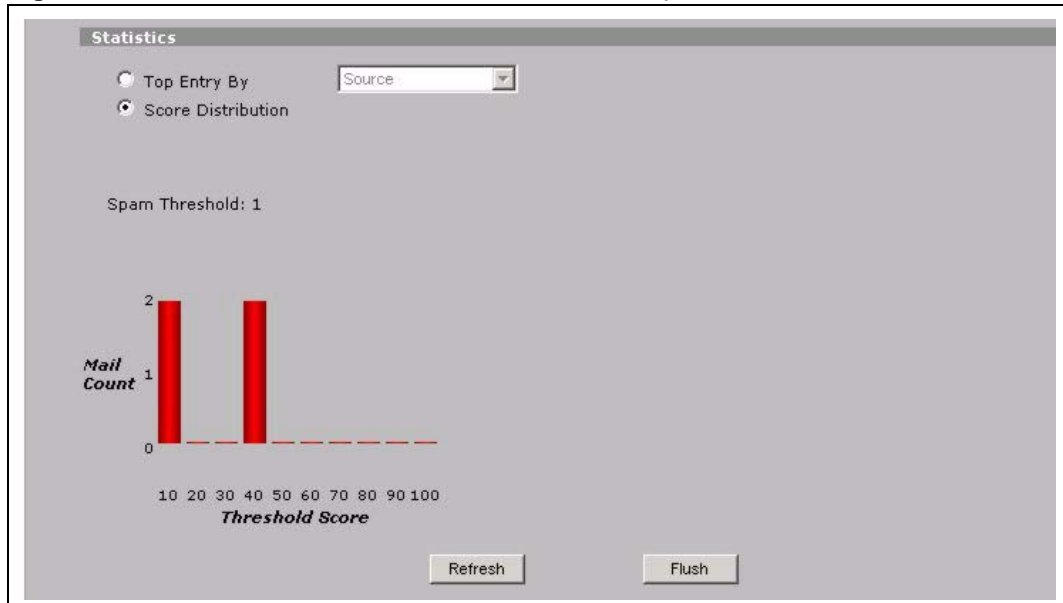 Statistics
Top Entry By Source
Score Distribution
Spam Threshold: 1
2
Mail
Count
1
0
10 20 30 40 50 60 70 80 90 100
Threshold Score
Refresh Flush